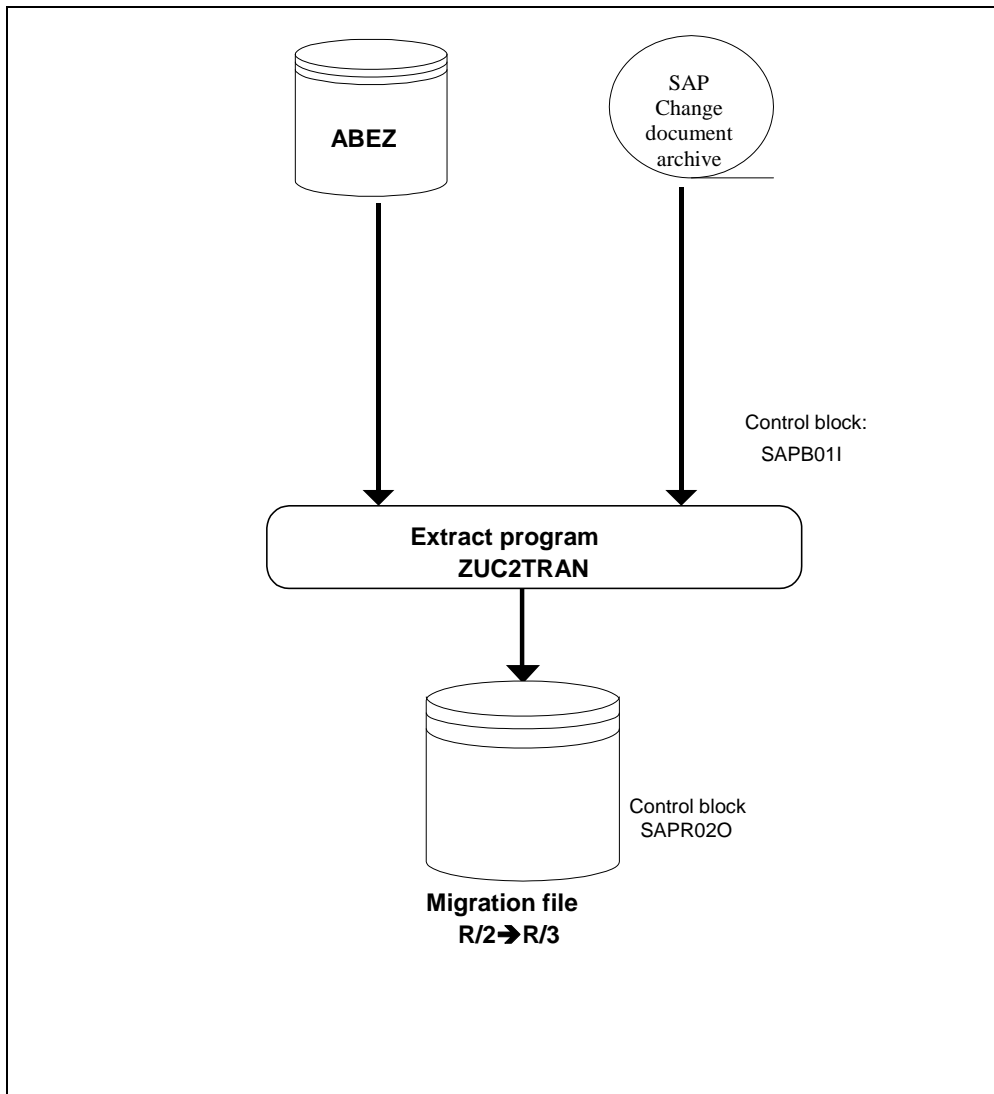 ABEZ
SAP
Change
document
archive
Control block:
SAPB01I
Extract program
ZUC2TRAN
Control block
SAPR02O
Migration file
R/2➔R/3